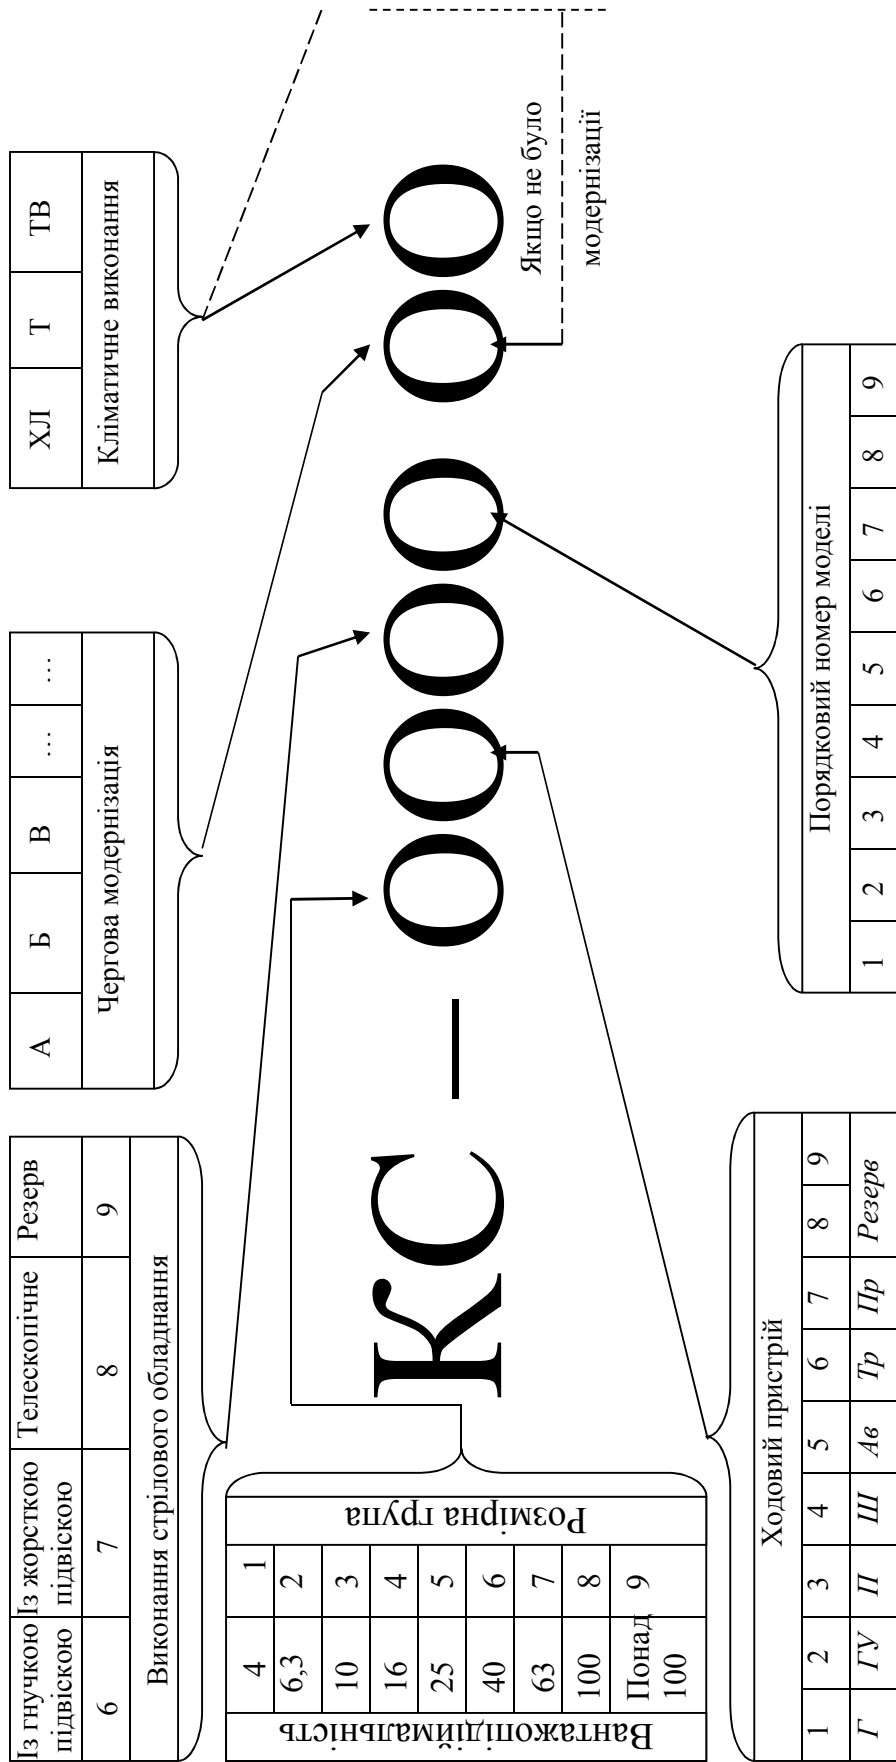 Із гнучкою підвіскою | Із жорсткою підвіскою | Телескопічне | Резерв
6 | 7 | 8 | 9
Виконання стрілового обладнання
А | Б | В | … | …
Чергова модернізація
ХЛ | Т | ТВ
Кліматичне виконання
Вантажопідіймальність | Розмірна група
4 | 1
6,3 | 2
10 | 3
16 | 4
25 | 5
40 | 6
63 | 7
100 | 8
Понад 100 | 9
КС – ОООО ОО
Якщо не було
модернізації
Ходовий пристрій
1 | 2 | 3 | 4 | 5 | 6 | 7 | 8 | 9
Г | ГУ | П | Ш | Ав | Тр | Пр | Резерв
Порядковий номер моделі
1 | 2 | 3 | 4 | 5 | 6 | 7 | 8 | 9